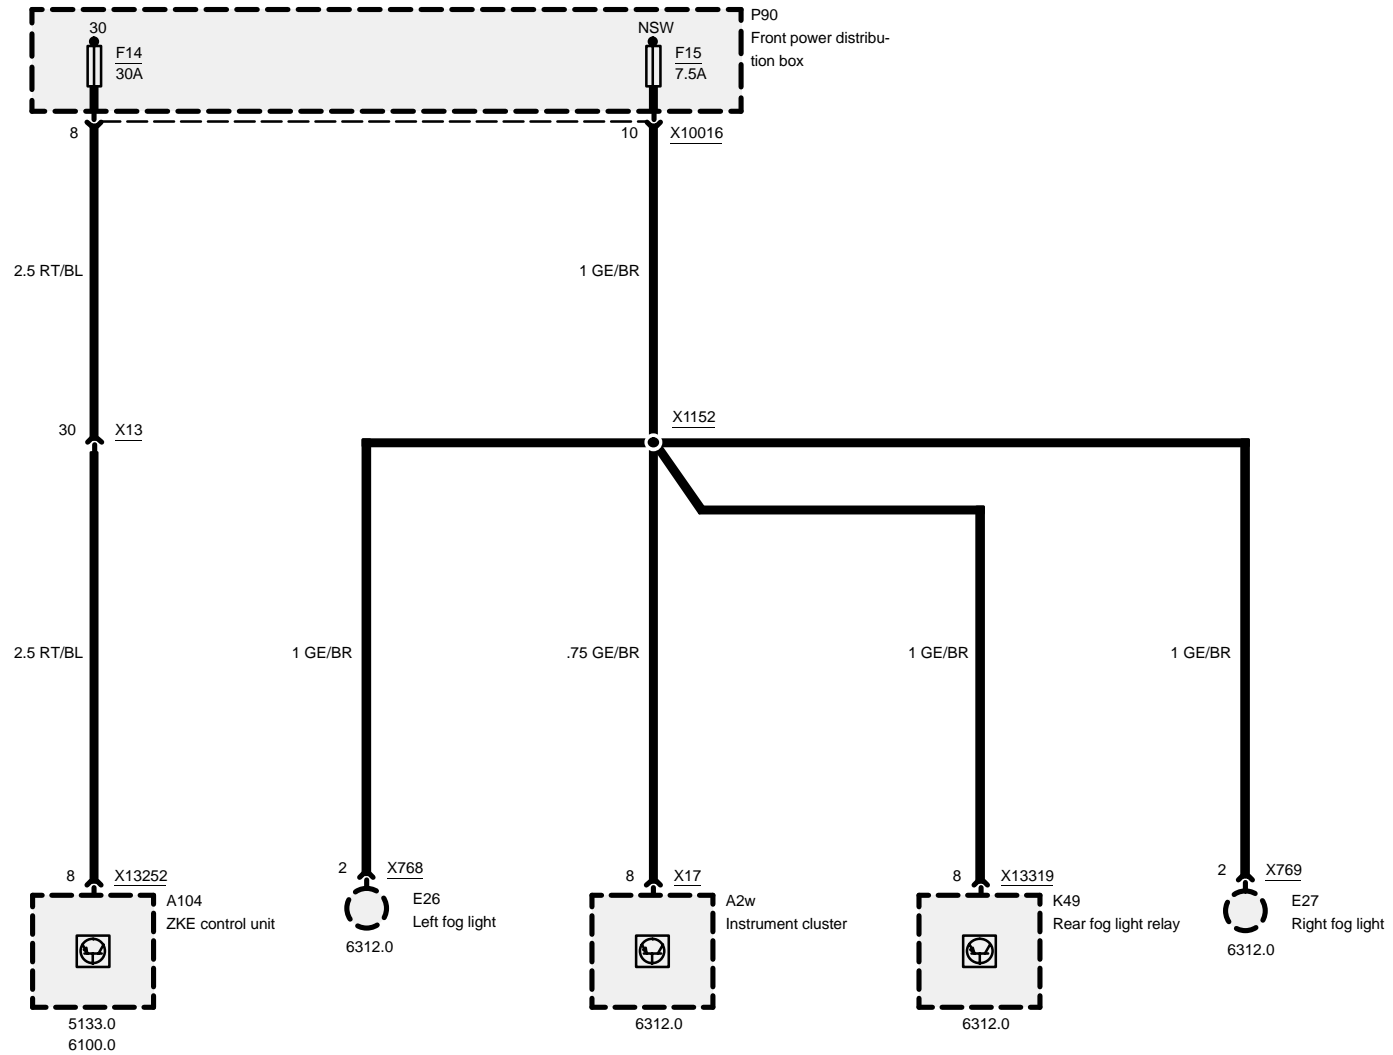 30
NSW
P90
Front power distribu-
tion box
F14
30A
F15
7.5A
8
10
X10016
2.5 RT/BL
1 GE/BR
30
X13
X1152
2.5 RT/BL
1 GE/BR
.75 GE/BR
1 GE/BR
1 GE/BR
8
X13252
A104
ZKE control unit
5133.0
6100.0
2
X768
E26
Left fog light
6312.0
8
X17
A2w
Instrument cluster
6312.0
8
X13319
K49
Rear fog light relay
6312.0
2
X769
E27
Right fog light
6312.0